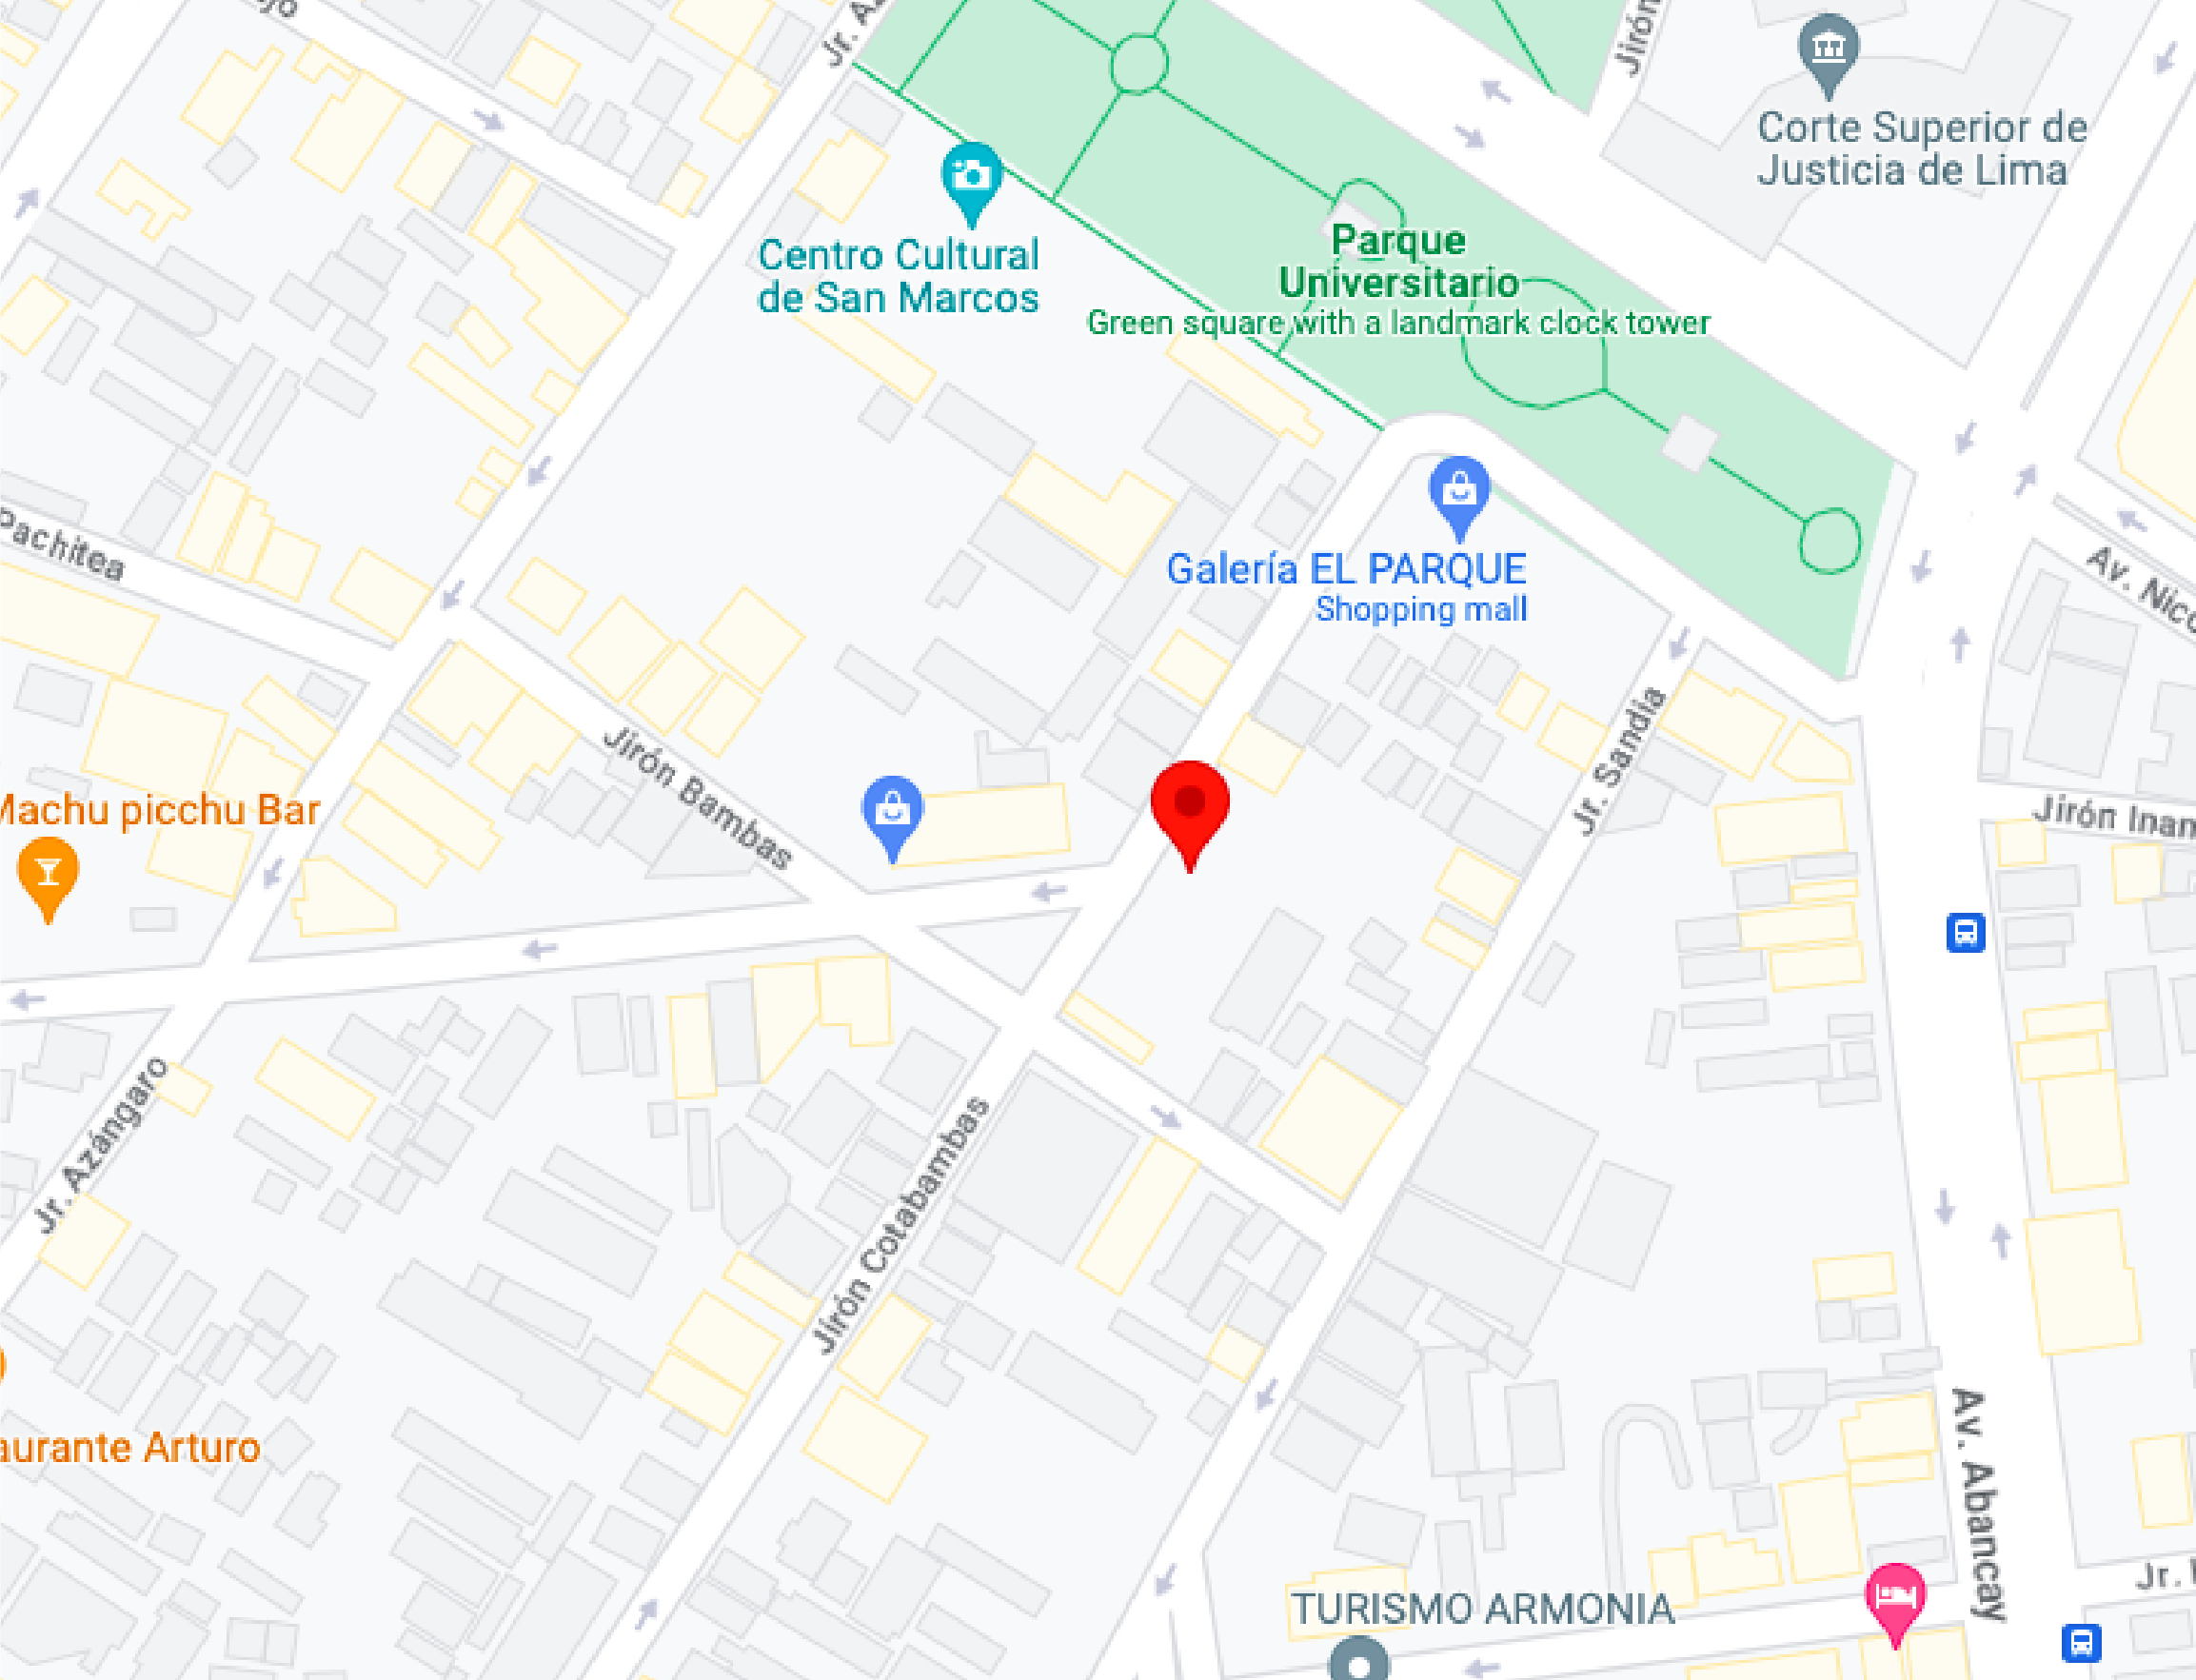 Jr. Az
Jirón
Corte Superior de
Justicia de Lima
Centro Cultural
de San Marcos
Parque
Universitario
Green square with a landmark clock tower
Pachitea
Galería EL PARQUE
Shopping mall
Av. Nico
Jirón Bambas
Jr. Sandia
Machu picchu Bar
Jirón Inam
Jr. Azángaro
Jirón Cotabambas
aurante Arturo
Av. Abancay
TURISMO ARMONIA
Jr.